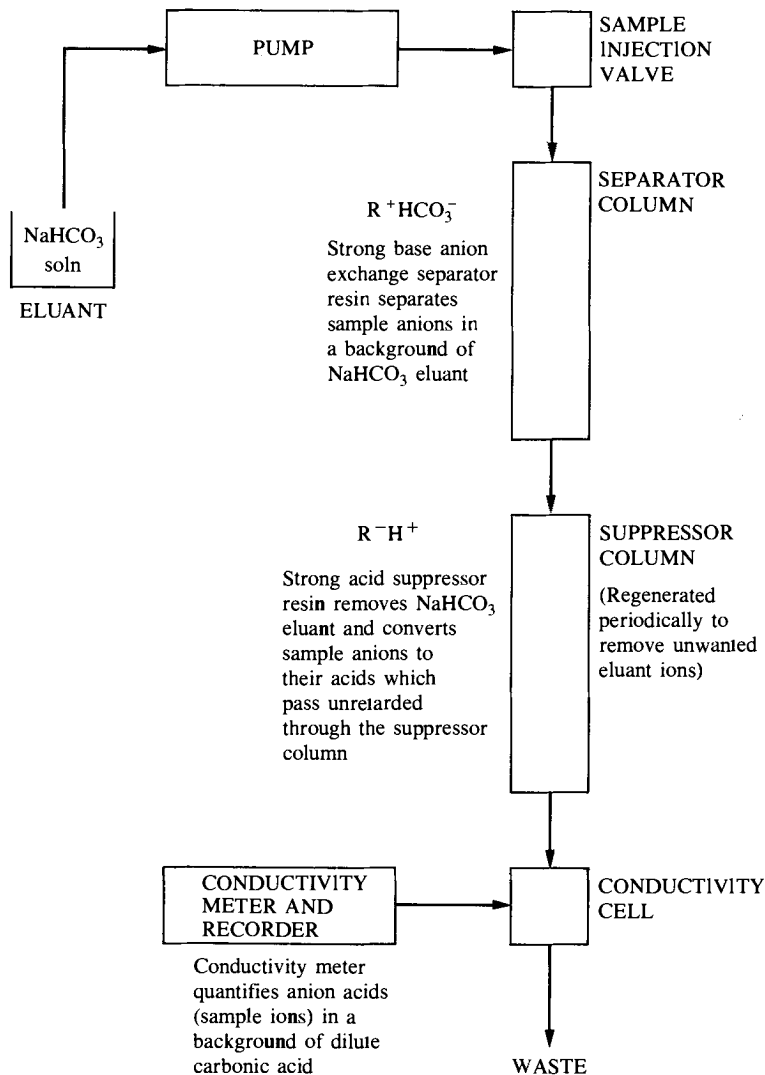 PUMP
SAMPLE
INJECTION
VALVE
NaHCO₃
soln
ELUANT
R⁺HCO₃⁻
Strong base anion
exchange separator
resin separates
sample anions in
a background of
NaHCO₃ eluant
SEPARATOR
COLUMN
R⁻H⁺
Strong acid suppressor
resin removes NaHCO₃
eluant and converts
sample anions to
their acids which
pass unretarded
through the suppressor
column
SUPPRESSOR
COLUMN
(Regenerated
periodically to
remove unwanted
eluant ions)
CONDUCTIVITY
METER AND
RECORDER
CONDUCTIVITY
CELL
Conductivity meter
quantifies anion acids
(sample ions) in a
background of dilute
carbonic acid
WASTE